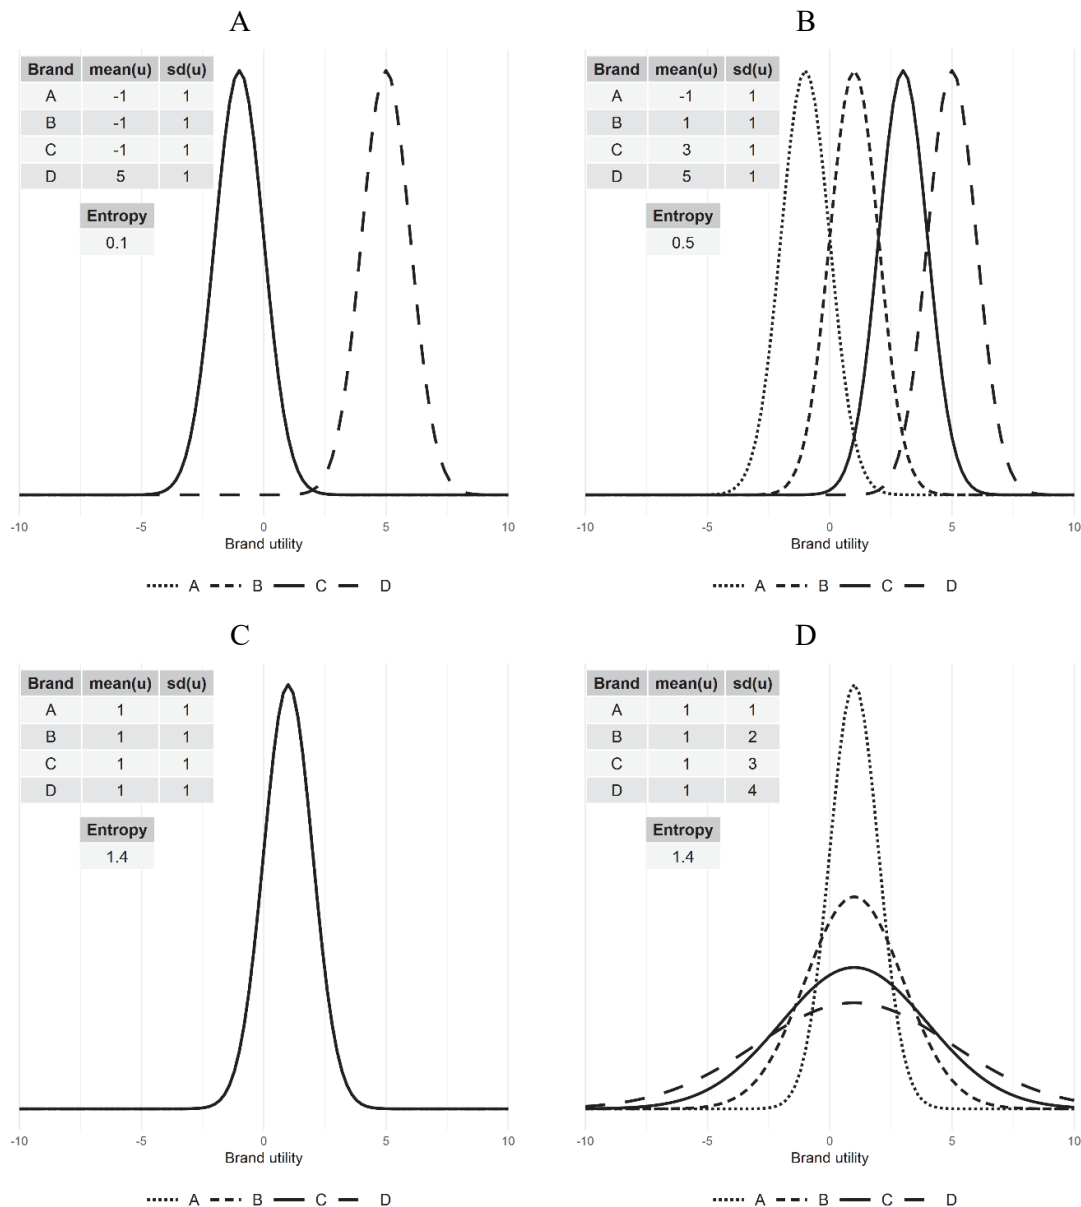 A
Brand mean(u) sd(u)
A -1 1
B -1 1
C -1 1
D 5 1
Entropy
0.1
-10 -5 0 5 10
Brand utility
A B C D
B
Brand mean(u) sd(u)
A -1 1
B 1 1
C 3 1
D 5 1
Entropy
0.5
-10 -5 0 5 10
Brand utility
A B C D
C
Brand mean(u) sd(u)
A 1 1
B 1 1
C 1 1
D 1 1
Entropy
1.4
-10 -5 0 5 10
Brand utility
A B C D
D
Brand mean(u) sd(u)
A 1 1
B 1 2
C 1 3
D 1 4
Entropy
1.4
-10 -5 0 5 10
Brand utility
A B C D